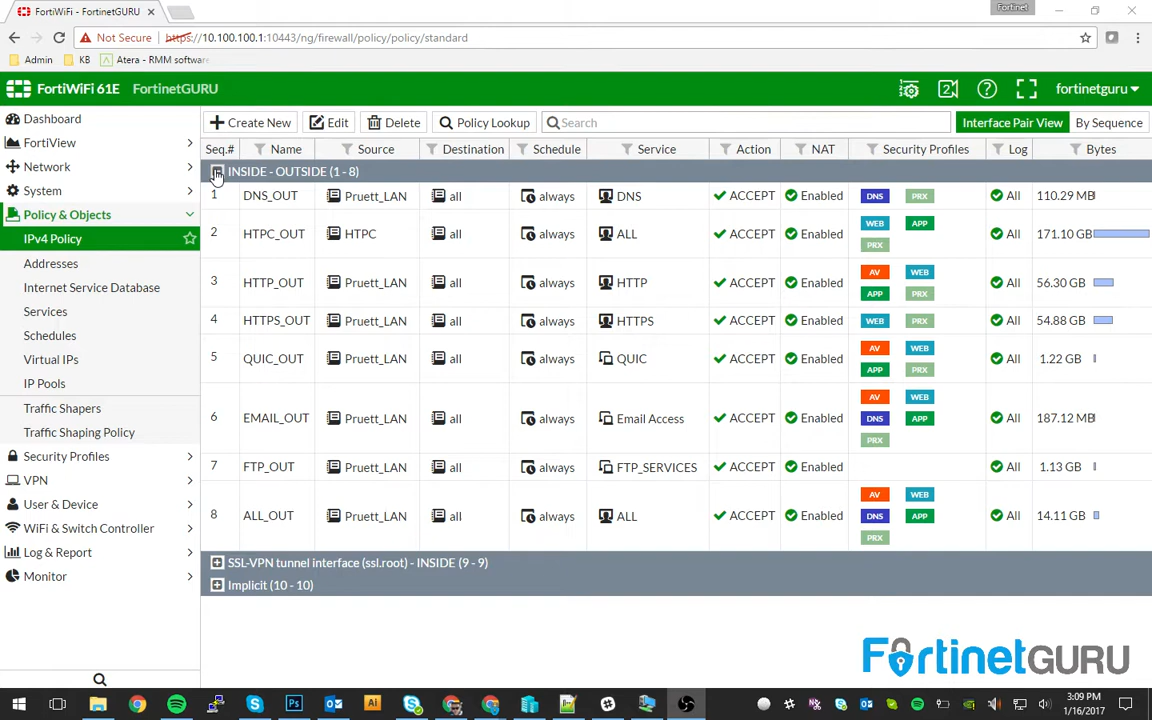 FortiWiFi - FortinetGURU
Fortinet
Not Secure https://10.100.100.1:10443/ng/firewall/policy/policy/standard
Admin KB Atera - RMM software
FortiWiFi 61E FortinetGURU
2 fortinetguru
Dashboard
FortiView
Network
System
Policy & Objects
IPv4 Policy
Addresses
Internet Service Database
Services
Schedules
Virtual IPs
IP Pools
Traffic Shapers
Traffic Shaping Policy
Security Profiles
VPN
User & Device
WiFi & Switch Controller
Log & Report
Monitor
Create New Edit Delete Policy Lookup Search Interface Pair View By Sequence
Seq.# Name Source Destination Schedule Service Action NAT Security Profiles Log Bytes
INSIDE - OUTSIDE (1 - 8)
1 DNS_OUT Pruett_LAN all always DNS ACCEPT Enabled DNS PRX All 110.29 MB
2 HTPC_OUT HTPC all always ALL ACCEPT Enabled WEB APP PRX All 171.10 GB
3 HTTP_OUT Pruett_LAN all always HTTP ACCEPT Enabled AV WEB APP PRX All 56.30 GB
4 HTTPS_OUT Pruett_LAN all always HTTPS ACCEPT Enabled WEB PRX All 54.88 GB
5 QUIC_OUT Pruett_LAN all always QUIC ACCEPT Enabled AV WEB APP PRX All 1.22 GB
6 EMAIL_OUT Pruett_LAN all always Email Access ACCEPT Enabled AV WEB DNS APP PRX All 187.12 MB
7 FTP_OUT Pruett_LAN all always FTP_SERVICES ACCEPT Enabled All 1.13 GB
8 ALL_OUT Pruett_LAN all always ALL ACCEPT Enabled AV WEB DNS APP PRX All 14.11 GB
SSL-VPN tunnel interface (ssl.root) - INSIDE (9 - 9)
Implicit (10 - 10)
FortinetGURU
3:09 PM
1/16/2017